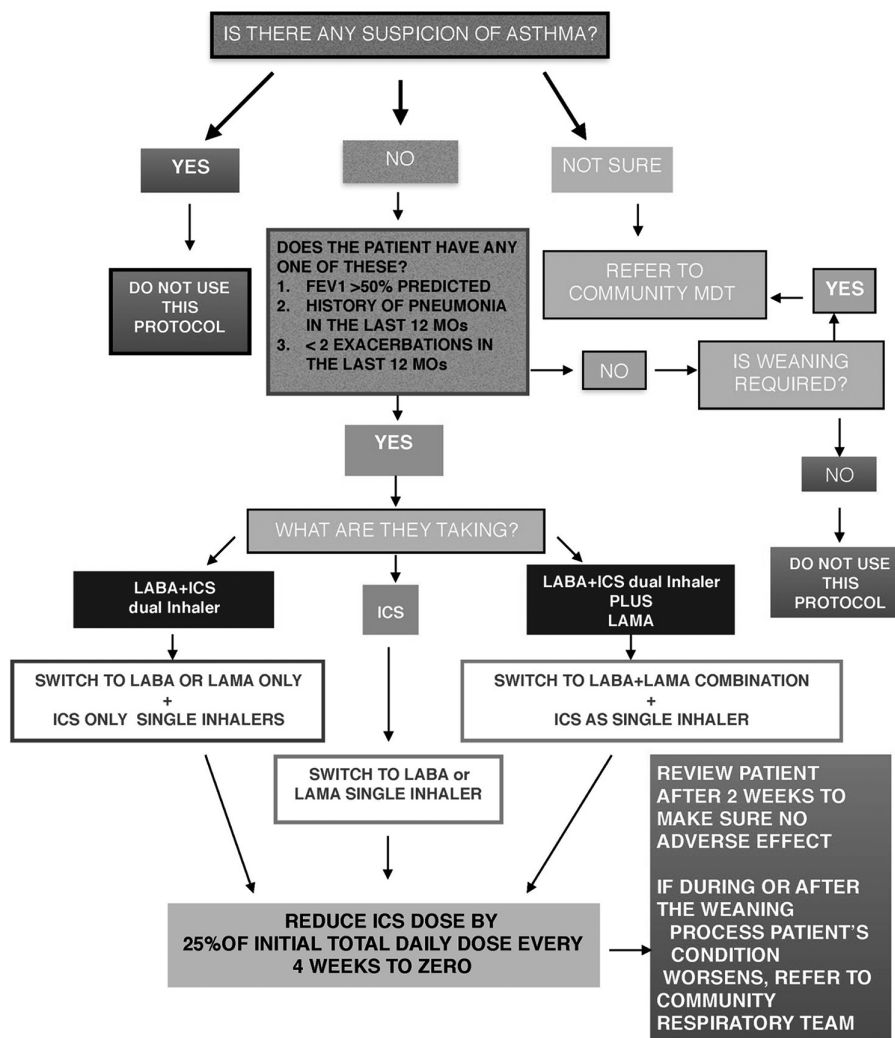 IS THERE ANY SUSPICION OF ASTHMA?
YES
NO
NOT SURE
DO NOT USE
THIS
PROTOCOL
DOES THE PATIENT HAVE ANY
ONE OF THESE?
1. FEV1 >50% PREDICTED
2. HISTORY OF PNEUMONIA
IN THE LAST 12 MOs
3. < 2 EXACERBATIONS IN
THE LAST 12 MOs
REFER TO
COMMUNITY MDT
YES
NO
IS WEANING
REQUIRED?
YES
NO
WHAT ARE THEY TAKING?
DO NOT USE
THIS
PROTOCOL
LABA+ICS
dual Inhaler
ICS
LABA+ICS dual Inhaler
PLUS
LAMA
SWITCH TO LABA OR LAMA ONLY
+
ICS ONLY SINGLE INHALERS
SWITCH TO LABA or
LAMA SINGLE INHALER
SWITCH TO LABA+LAMA COMBINATION
+
ICS AS SINGLE INHALER
REDUCE ICS DOSE BY
25%OF INITIAL TOTAL DAILY DOSE EVERY
4 WEEKS TO ZERO
REVIEW PATIENT
AFTER 2 WEEKS TO
MAKE SURE NO
ADVERSE EFFECT
IF DURING OR AFTER
THE WEANING
PROCESS PATIENT'S
CONDITION
WORSENS, REFER TO
COMMUNITY
RESPIRATORY TEAM